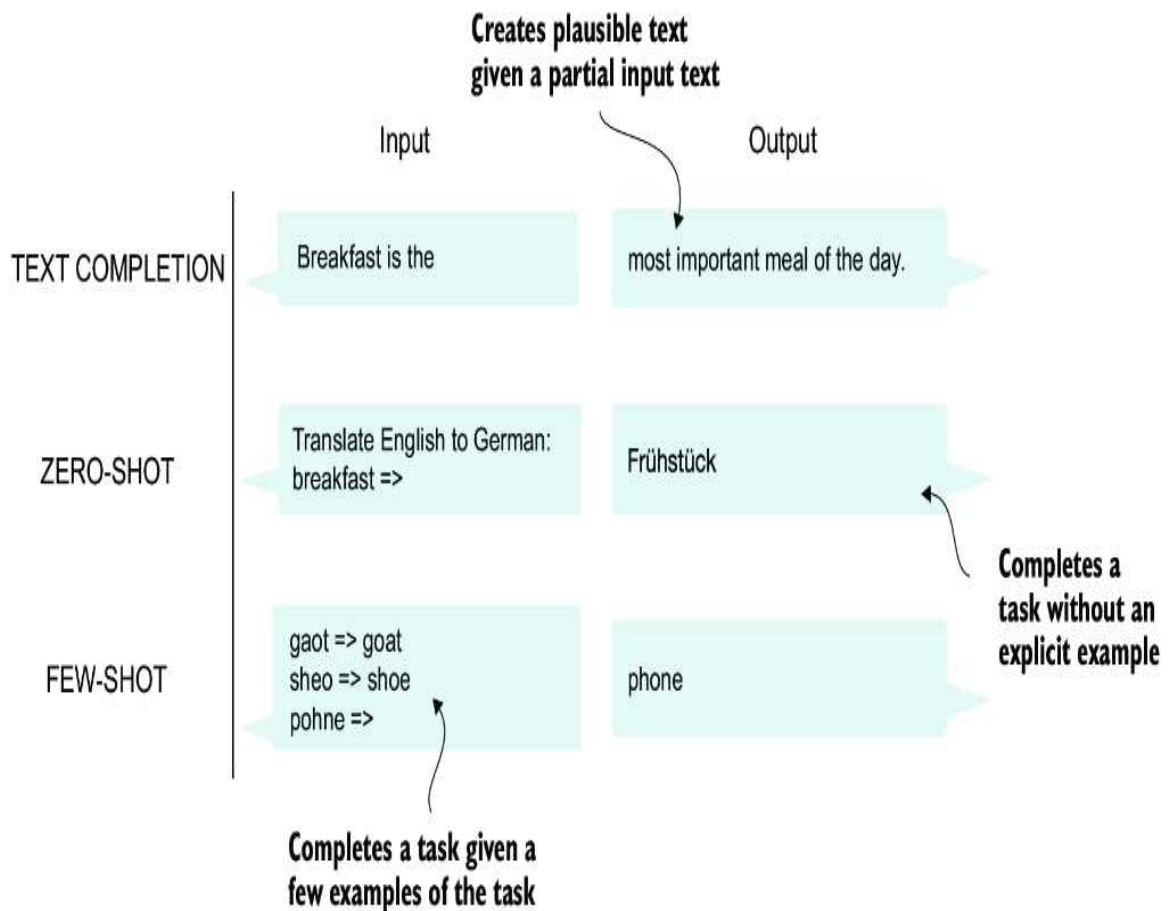 Creates plausible text
given a partial input text
Input
Output
TEXT COMPLETION
Breakfast is the
most important meal of the day.
ZERO-SHOT
Translate English to German:
breakfast =>
Frühstück
Completes a
task without an
explicit example
FEW-SHOT
gaot => goat
sheo => shoe
pohne =>
phone
Completes a task given a
few examples of the task